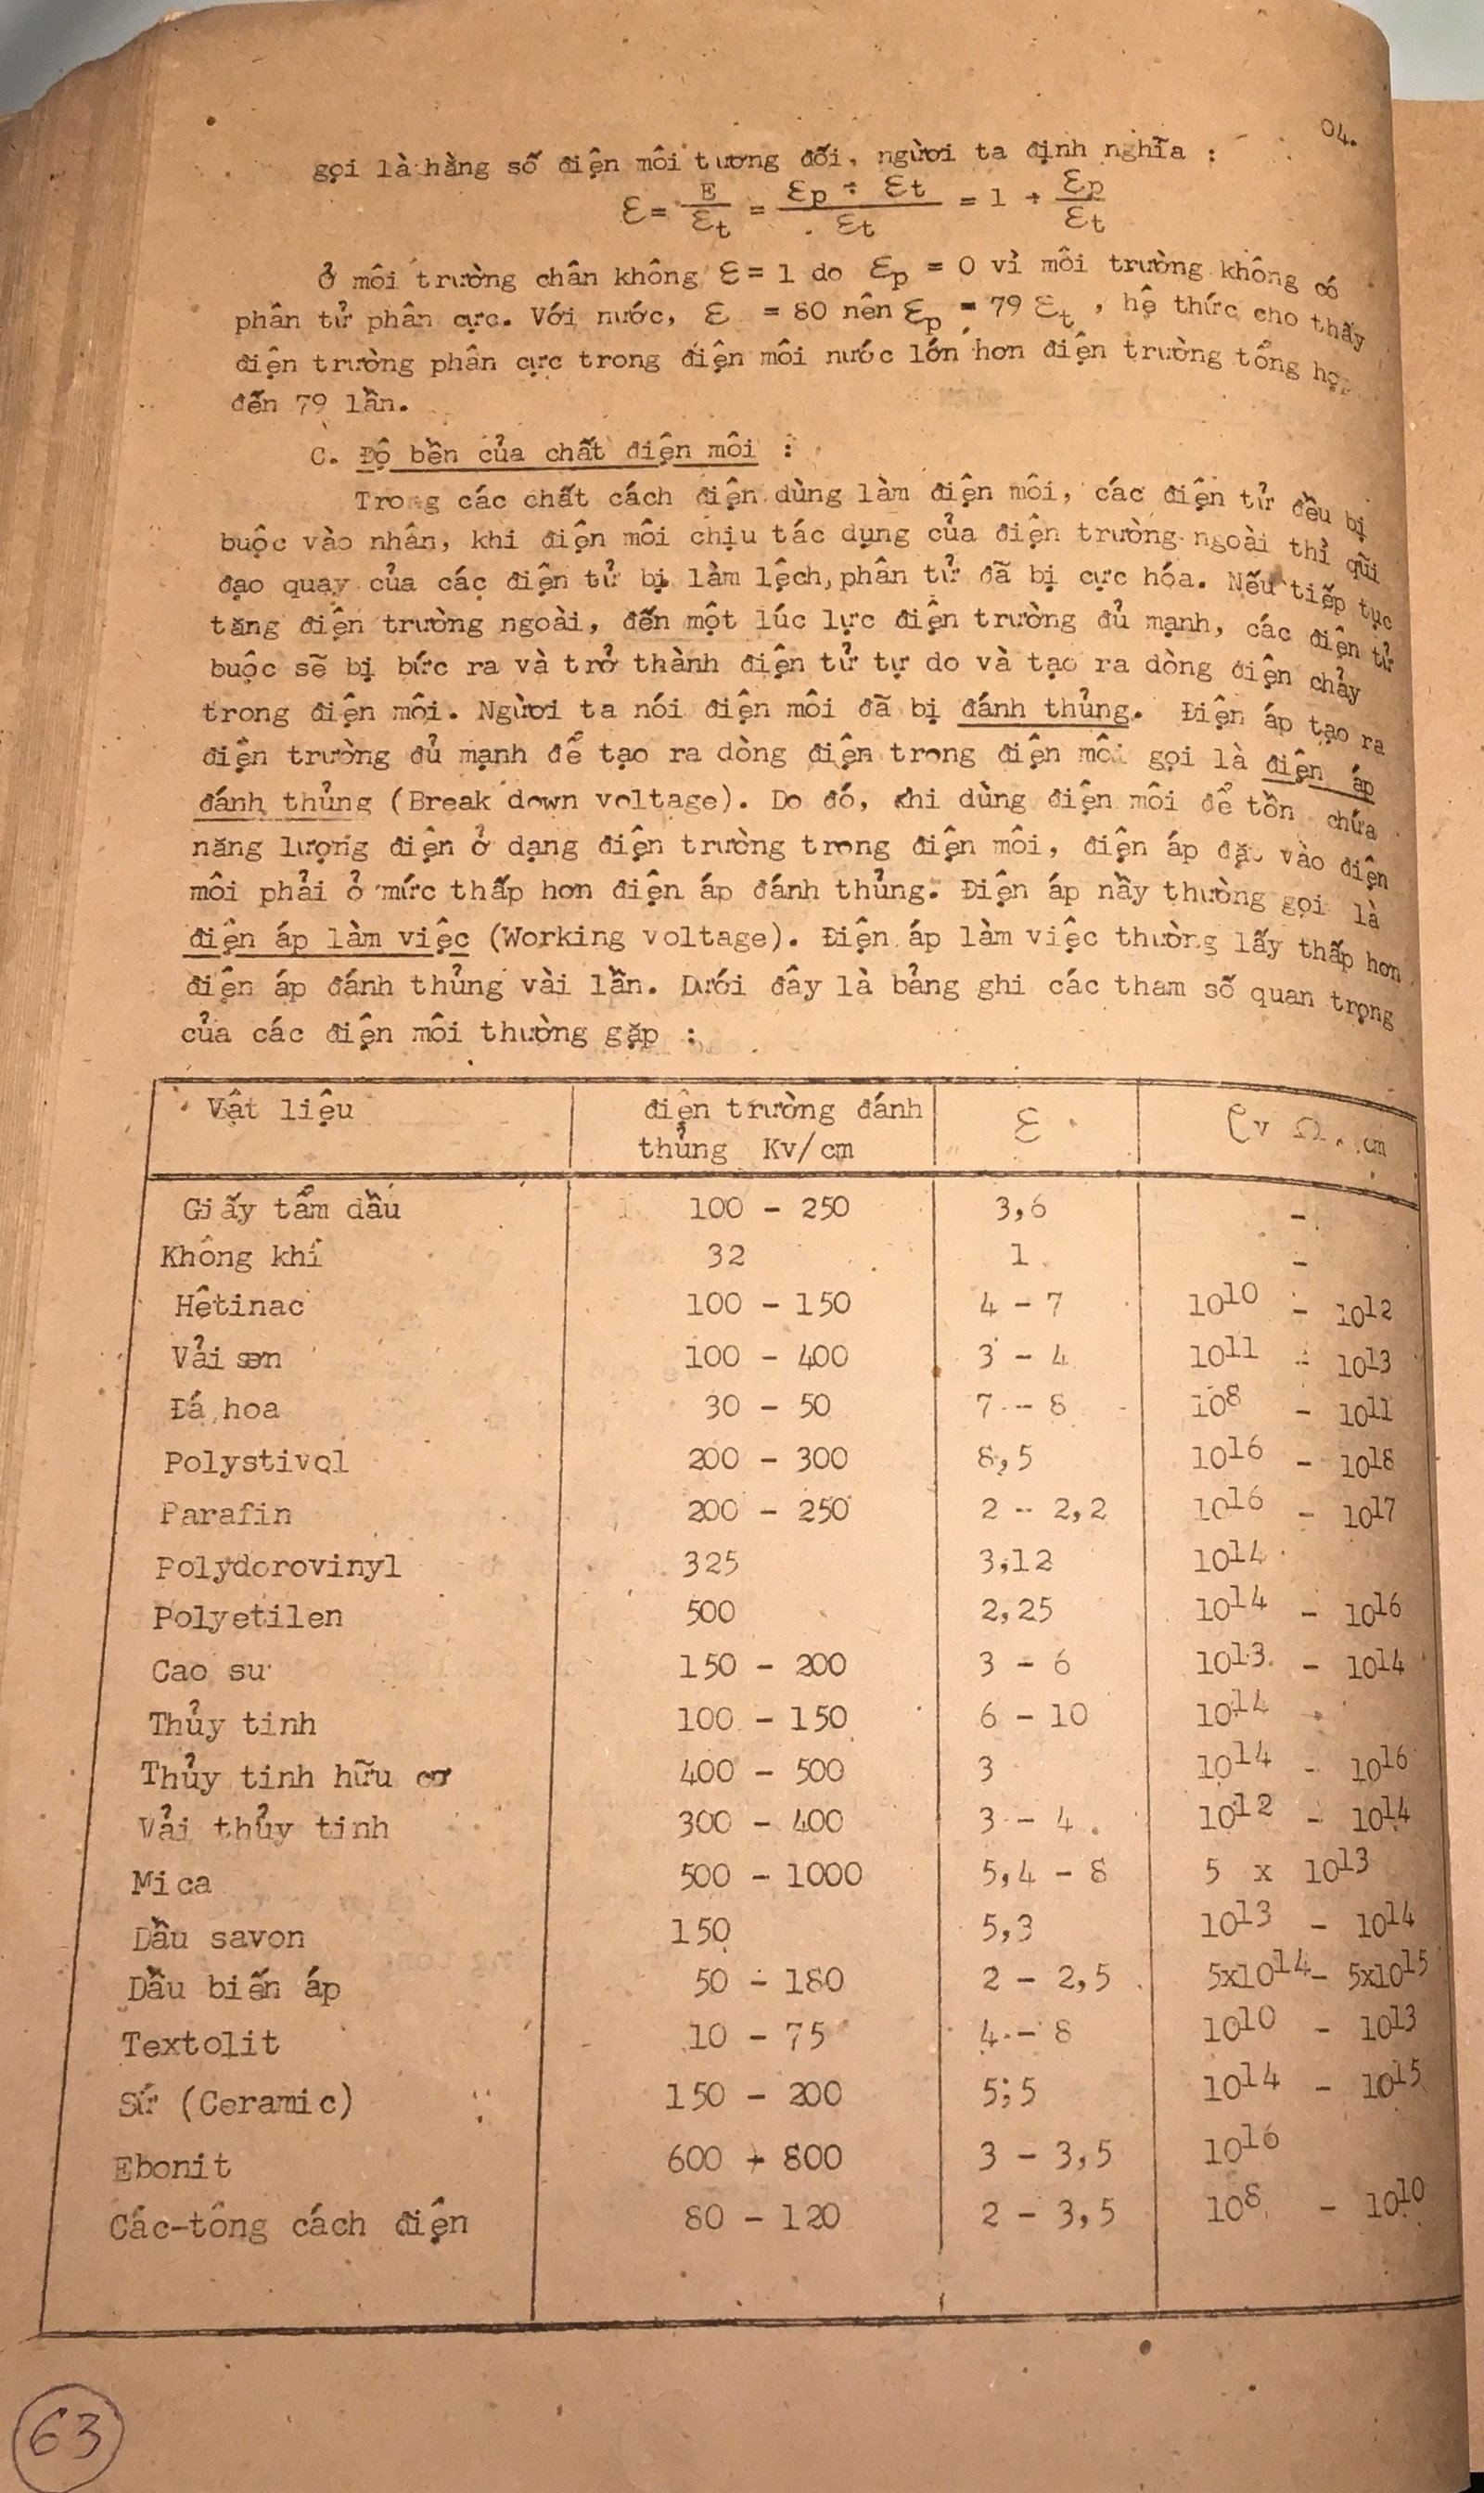 04.
gọi là hằng số điện môi tương đối, người ta định nghĩa :
ε = E/εt = (εp + εt)/εt = 1 + εp/εt
Ở môi trường chân không ε = 1 do εp = 0 vì môi trường không có
phân tử phân cực. Với nước, ε = 80 nên εp = 79 εt , hệ thức cho thấy
điện trường phân cực trong điện môi nước lớn hơn điện trường tổng hợp
đến 79 lần.
C. Độ bền của chất điện môi :
Trong các chất cách điện dùng làm điện môi, các điện tử đều bị
buộc vào nhân, khi điện môi chịu tác dụng của điện trường ngoài thì qũi
đạo quay của các điện tử bị làm lệch, phân tử đã bị cực hóa. Nếu tiếp tục
tăng điện trường ngoài, đến một lúc lực điện trường đủ mạnh, các điện tử
buộc sẽ bị bức ra và trở thành điện tử tự do và tạo ra dòng điện chảy
trong điện môi. Người ta nói điện môi đã bị đánh thủng. Điện áp tạo ra
điện trường đủ mạnh để tạo ra dòng điện trong điện môi gọi là điện áp
đánh thủng (Break down voltage). Do đó, khi dùng điện môi để tồn chứa
năng lượng điện ở dạng điện trường trong điện môi, điện áp đặt vào điện
môi phải ở mức thấp hơn điện áp đánh thủng. Điện áp nầy thường gọi là
điện áp làm việc (Working voltage). Điện áp làm việc thường lấy thấp hơn
điện áp đánh thủng vài lần. Dưới đây là bảng ghi các tham số quan trọng
của các điện môi thường gặp :
Vật liệu | điện trường đánh thủng Kv/cm | ε | ρv Ω.cm
Giấy tẩm dầu 100 - 250 3,6 -
Không khí 32 1 -
Hêtinac 100 - 150 4 - 7 10^10 - 10^12
Vải sơn 100 - 400 3 - 4 10^11 - 10^13
Đá hoa 30 - 50 7 - 8 10^8 - 10^11
Polystivol 200 - 300 8,5 10^16 - 10^18
Parafin 200 - 250 2 - 2,2 10^16 - 10^17
Polydorovinyl 325 3,12 10^14
Polyetilen 500 2,25 10^14 - 10^16
Cao su 150 - 200 3 - 6 10^13 - 10^14
Thủy tinh 100 - 150 6 - 10 10^14
Thủy tinh hữu cơ 400 - 500 3 10^14 - 10^16
Vải thủy tinh 300 - 400 3 - 4 10^12 - 10^14
Mica 500 - 1000 5,4 - 8 5 x 10^13
Dầu savon 150 5,3 10^13 - 10^14
Dầu biến áp 50 - 180 2 - 2,5 5x10^14 - 5x10^15
Textolit 10 - 75 4 - 8 10^10 - 10^13
Sứ (Ceramic) 150 - 200 5;5 10^14 - 10^15
Ebonit 600 + 800 3 - 3,5 10^16
Các-tông cách điện 80 - 120 2 - 3,5 10^8 - 10^10
63